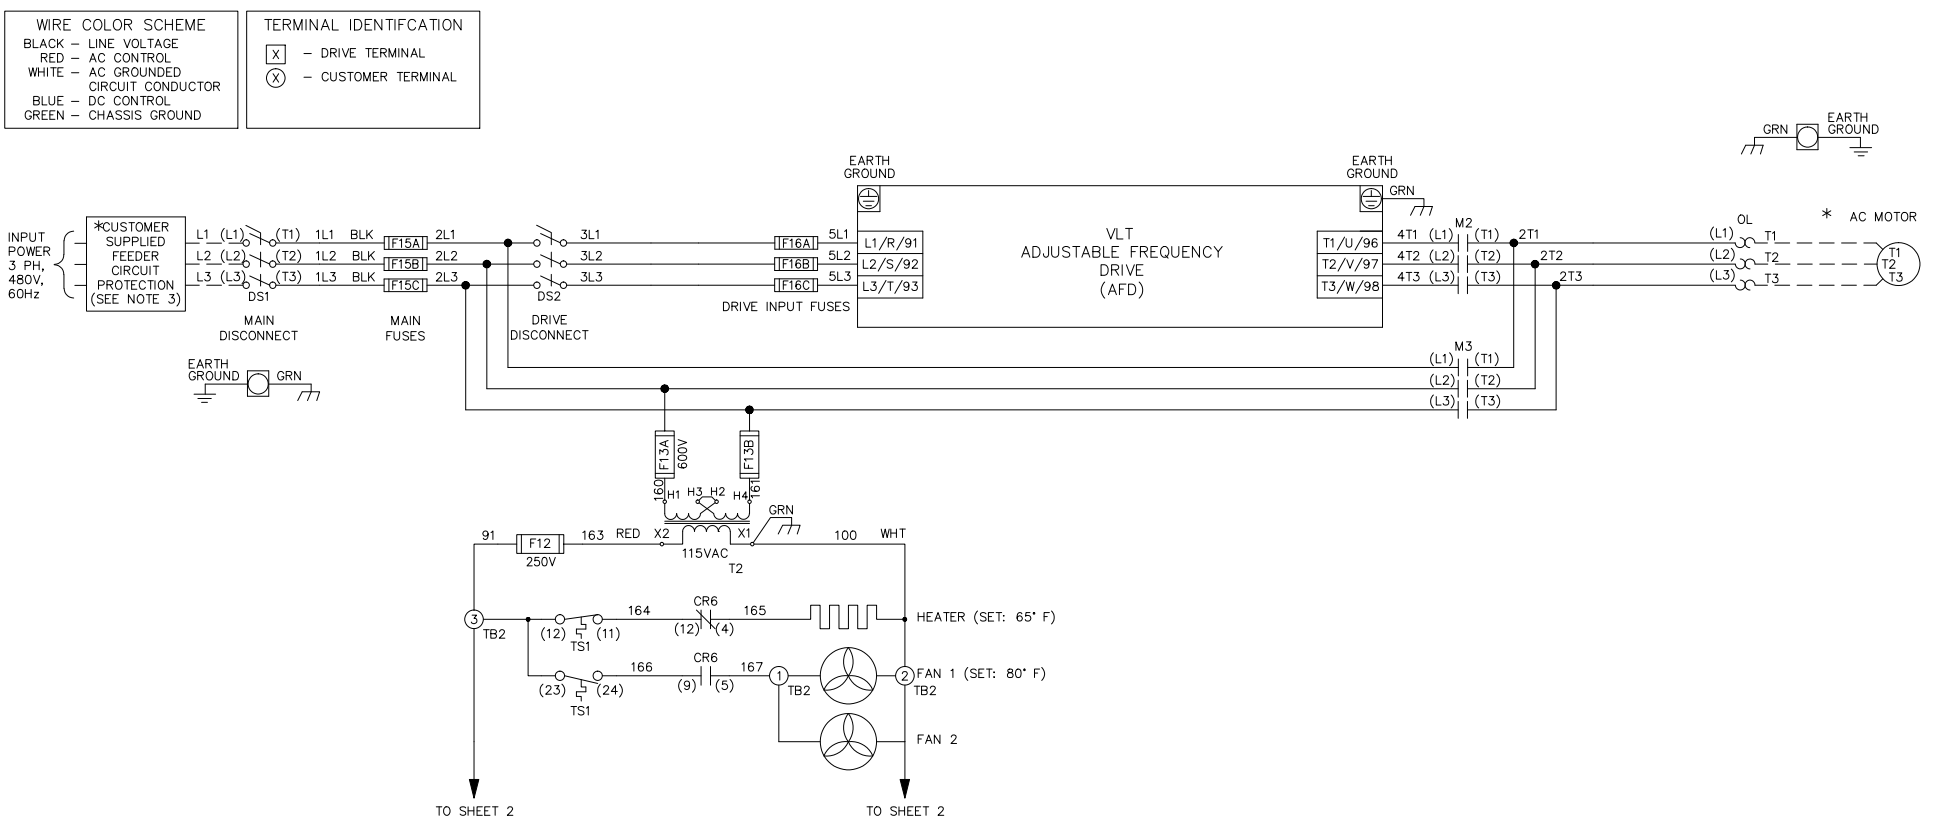 WIRE COLOR SCHEME
BLACK – LINE VOLTAGE
RED – AC CONTROL
WHITE – AC GROUNDED
CIRCUIT CONDUCTOR
BLUE – DC CONTROL
GREEN – CHASSIS GROUND
TERMINAL IDENTIFCATION
X – DRIVE TERMINAL
X – CUSTOMER TERMINAL
INPUT
POWER
3 PH,
480V,
60Hz
*CUSTOMER
SUPPLIED
FEEDER
CIRCUIT
PROTECTION
(SEE NOTE 3)
L1 (L1) (T1) 1L1 BLK F15A 2L1 3L1 F16A 5L1 L1/R/91
L2 (L2) (T2) 1L2 BLK F15B 2L2 3L2 F16B 5L2 L2/S/92
L3 (L3) (T3) 1L3 BLK F15C 2L3 3L3 F16C 5L3 L3/T/93
DS1
MAIN
DISCONNECT
MAIN
FUSES
DS2
DRIVE
DISCONNECT
DRIVE INPUT FUSES
EARTH
GROUND
VLT
ADJUSTABLE FREQUENCY
DRIVE
(AFD)
EARTH
GROUND
GRN
M2
T1/U/96 4T1 (L1) (T1) 2T1
T2/V/97 4T2 (L2) (T2) 2T2
T3/W/98 4T3 (L3) (T3) 2T3
GRN
EARTH
GROUND
OL
* AC MOTOR
(L1) T1
(L2) T2
(L3) T3
T1
T2
T3
EARTH
GROUND
GRN
M3
(L1) (T1)
(L2) (T2)
(L3) (T3)
F13A
600V
F13B
160
161
H1 H3 H2 H4
GRN
91 F12 163 RED X2 X1 100 WHT
250V
115VAC
T2
3
TB2
(12) (11)
TS1
164
CR6
(12) (4)
165
HEATER (SET: 65° F)
(23) (24)
TS1
166
CR6
(9) (5)
167
1
TB2
2
TB2
FAN 1 (SET: 80° F)
FAN 2
TO SHEET 2
TO SHEET 2